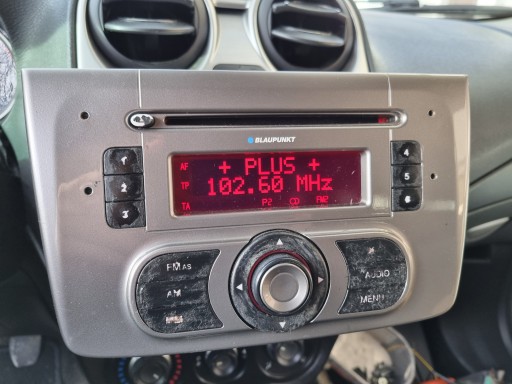 BLAUPUNKT
1
2
3
4
5
6
AF
TP
TA
+ PLUS +
102.60 MHz
P2 CD FM2
FM AS
AM
AUDIO
MENU